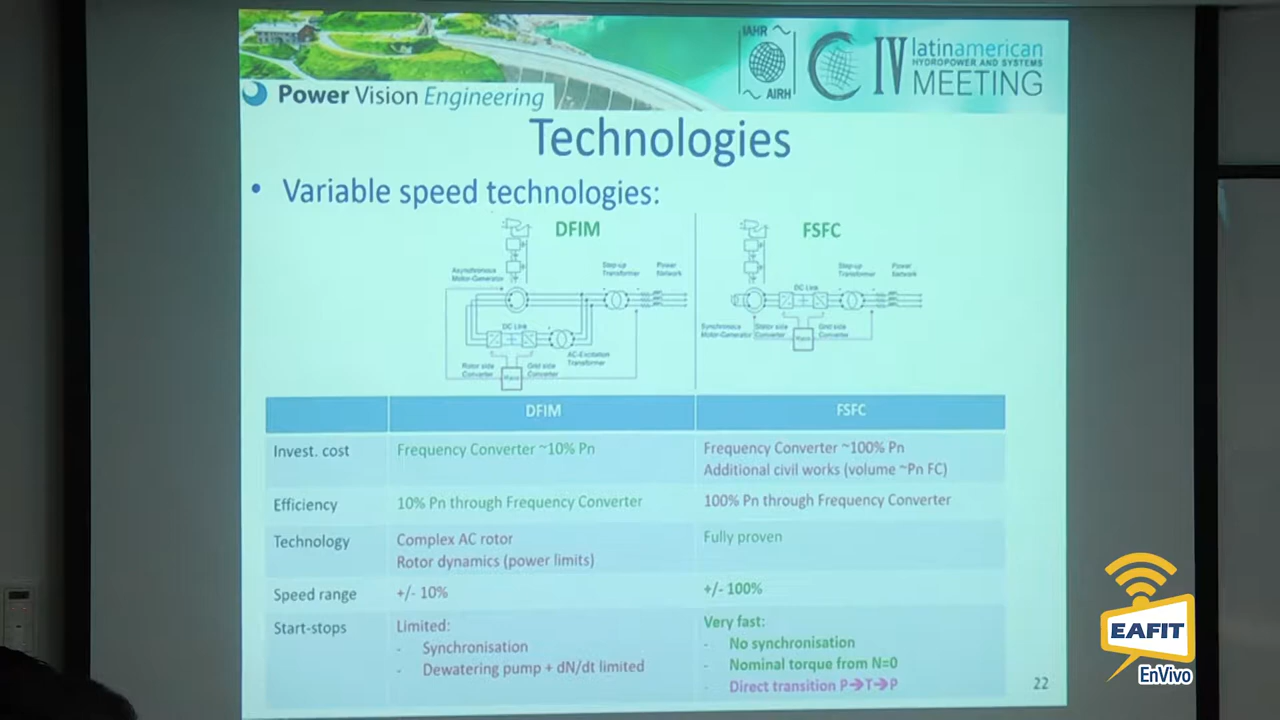 IAHR
AIRH
IV latinamerican
HYDROPOWER AND SYSTEMS
MEETING
Power Vision Engineering
Technologies
• Variable speed technologies:
DFIM
FSFC
Asynchronous
Motor-Generator
Step-up
Transformer
Power
Network
DC Link
AC-Excitation
Transformer
Rotor side
Converter
Grid side
Converter
Step-up
Transformer
Power
Network
DC Link
Synchronous
Motor-Generator
Stator side
Converter
Grid side
Converter
DFIM FSFC
Invest. cost Frequency Converter ~10% Pn Frequency Converter ~100% Pn
Additional civil works (volume ~Pn FC)
Efficiency 10% Pn through Frequency Converter 100% Pn through Frequency Converter
Technology Complex AC rotor Fully proven
Rotor dynamics (power limits)
Speed range +/- 10% +/- 100%
Start-stops Limited: Very fast:
- Synchronisation - No synchronisation
- Dewatering pump + dN/dt limited - Nominal torque from N=0
- Direct transition P→T→P
22
EAFIT
EnVivo